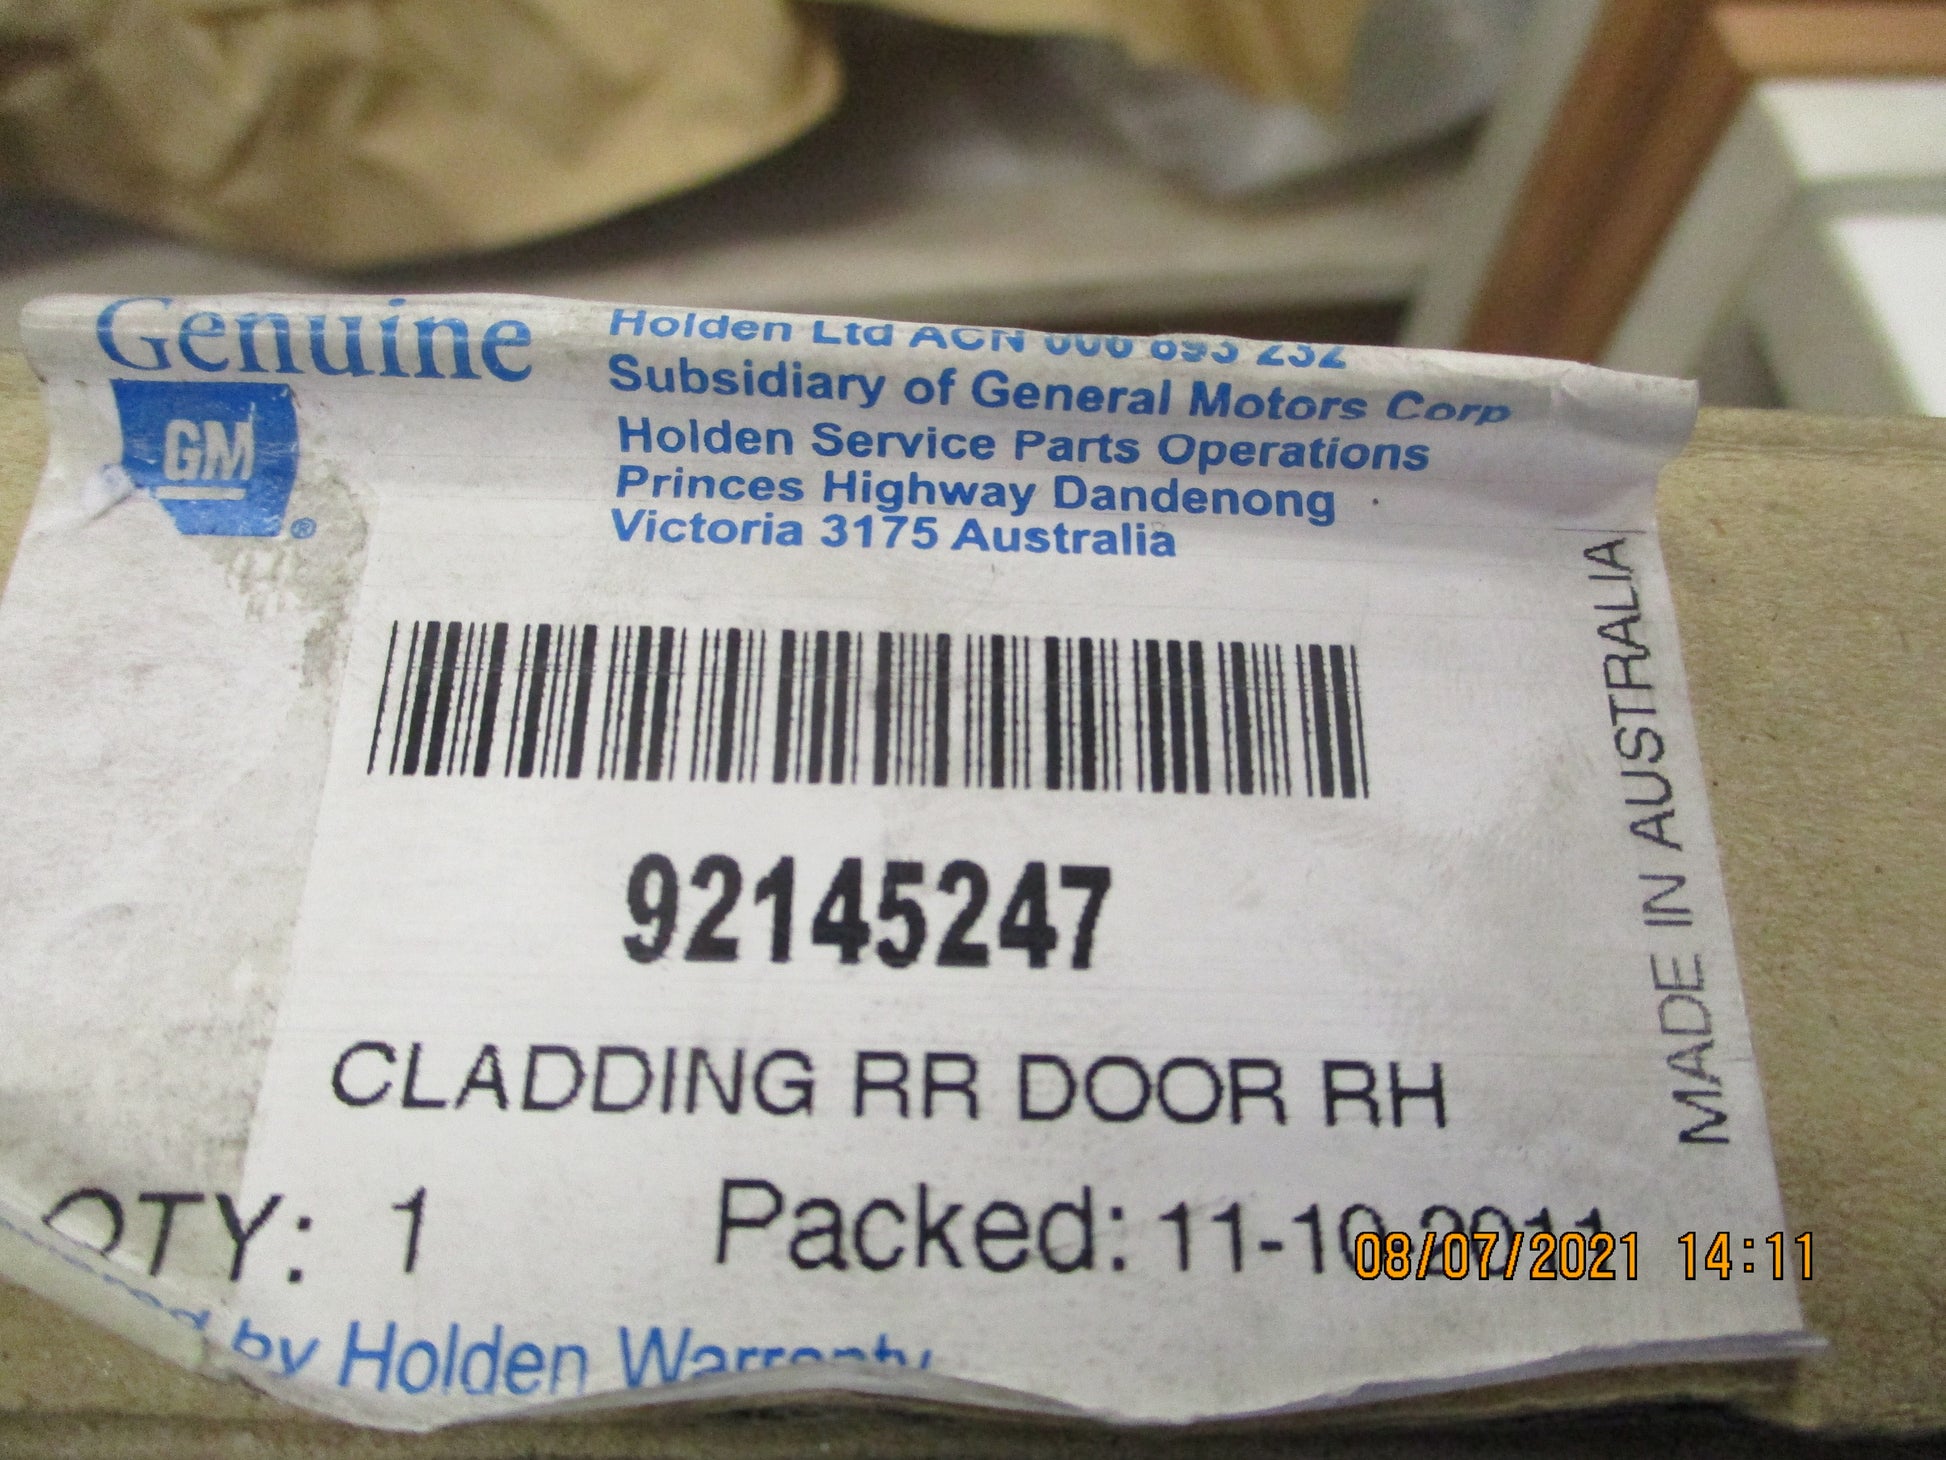 Genuine
GM
®
Holden Ltd ACN 006 893 232
Subsidiary of General Motors Corp
Holden Service Parts Operations
Princes Highway Dandenong
Victoria 3175 Australia
92145247
CLADDING RR DOOR RH
QTY: 1 Packed: 11-10-2011
by Holden Warranty
MADE IN AUSTRALIA
08/07/2021 14:11